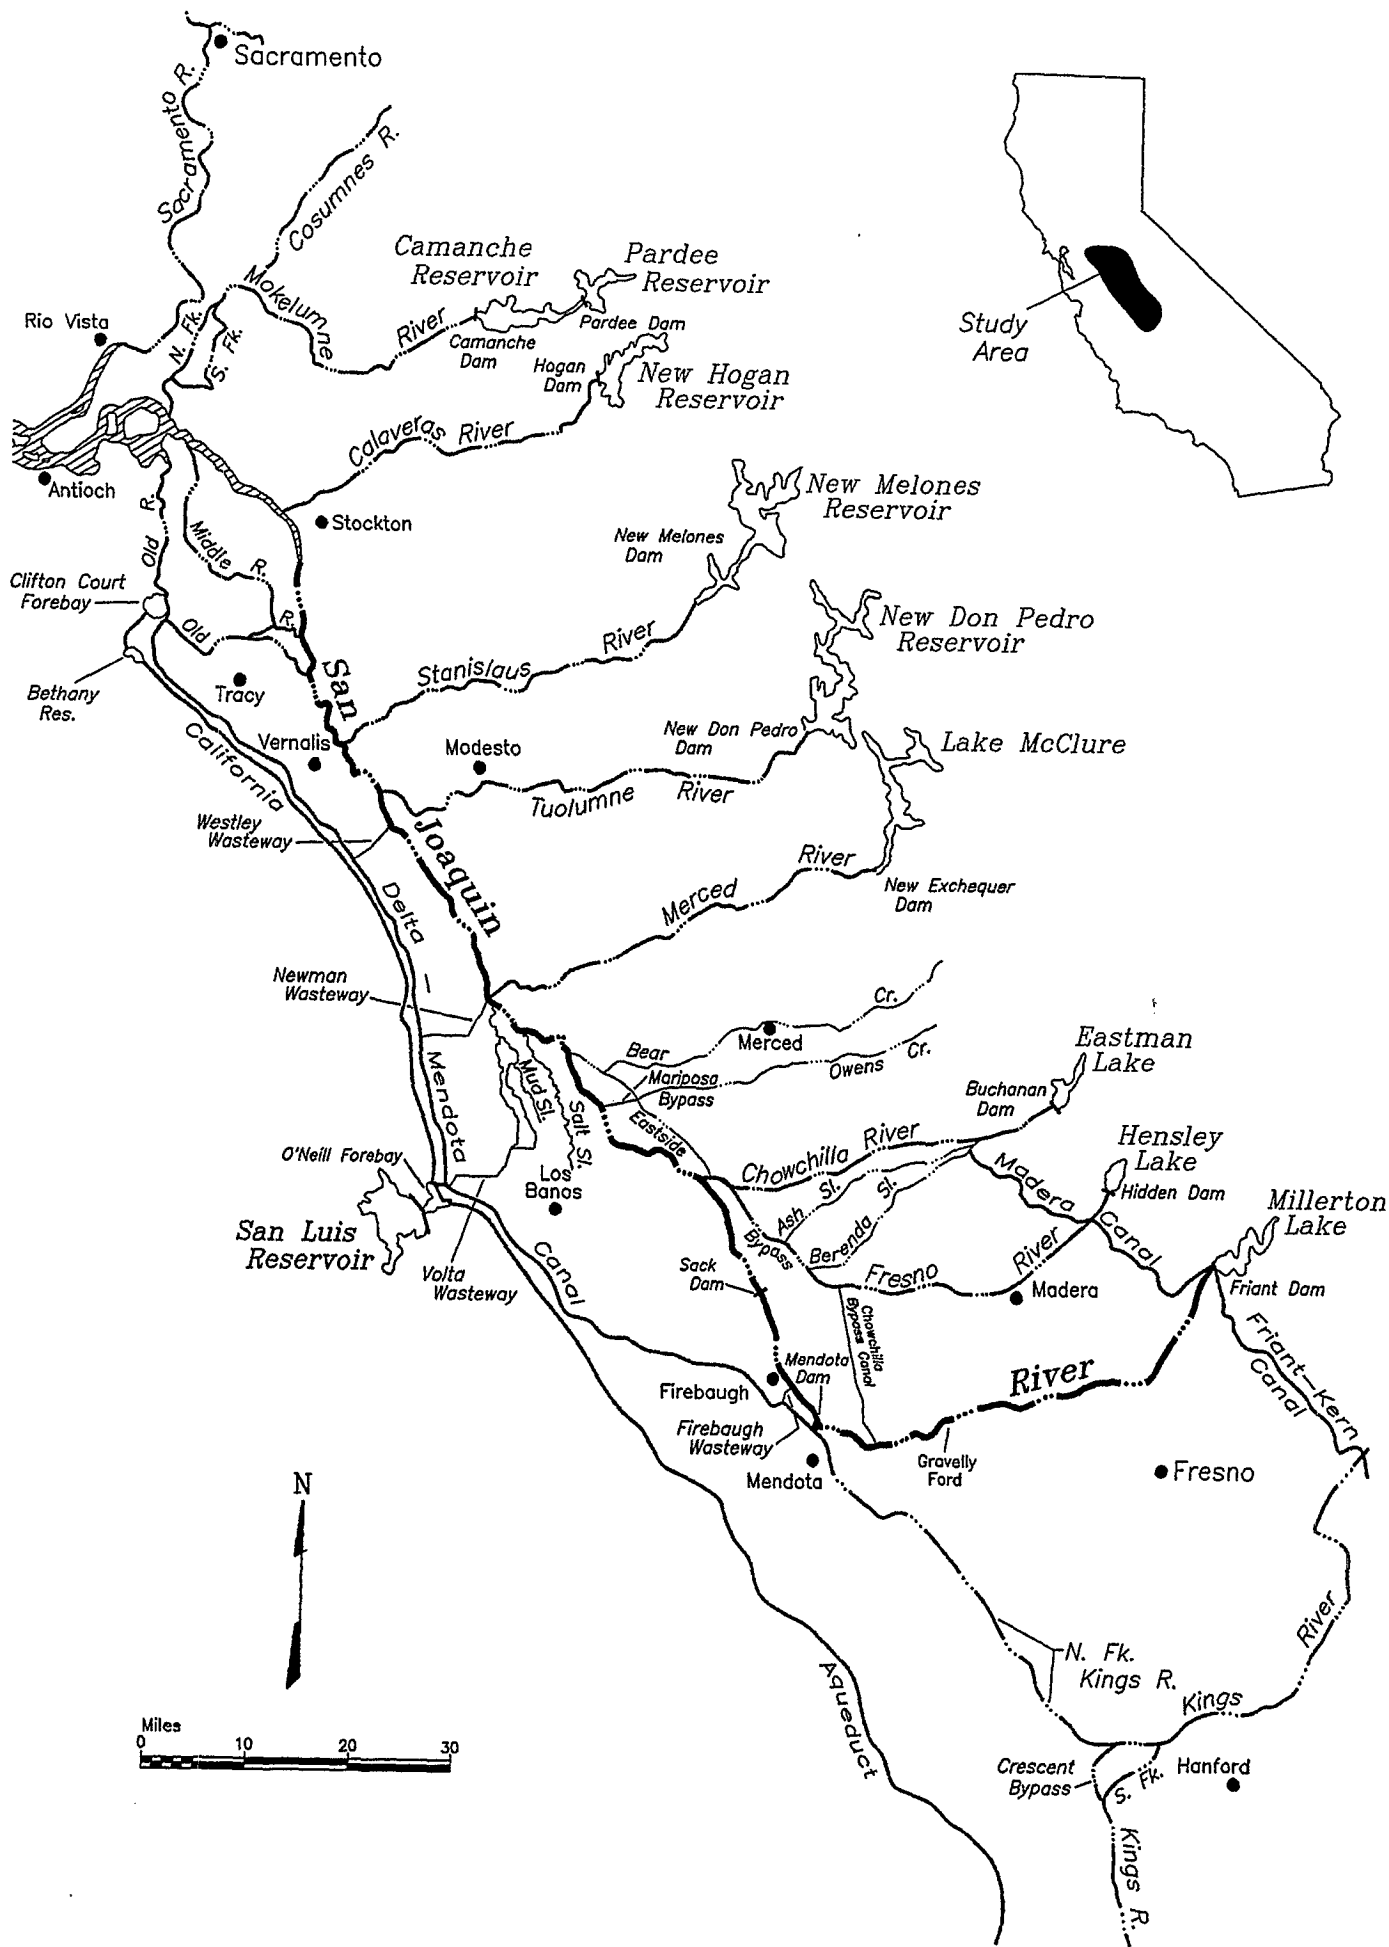 Sacramento
Sacramento R.
Cosumnes R.
Camanche
Reservoir
Pardee
Reservoir
Mokelumne
River
Rio Vista
N. Fk.
S. Fk.
Camanche
Dam
Pardee Dam
Hogan
Dam
New Hogan
Reservoir
Study
Area
Calaveras River
Antioch
Stockton
Old R.
Middle R.
New Melones
Reservoir
New Melones
Dam
Clifton Court
Forebay
Old R.
New Don Pedro
Reservoir
Stanislaus River
Bethany
Res.
Tracy
San
Vernalis
Modesto
New Don Pedro
Dam
Lake McClure
California
Tuolumne River
Westley
Wasteway
Joaquin
Merced River
New Exchequer
Dam
Delta –
Newman
Wasteway
Mendota
Mud Sl.
Salt Sl.
Bear Cr.
Merced
Mariposa
Bypass
Owens Cr.
Eastman
Lake
Buchanan
Dam
Eastside
Chowchilla River
Hensley
Lake
Hidden Dam
O'Neill Forebay
Los
Banos
Ash Sl.
Berenda Sl.
Madera
Canal
Millerton
Lake
San Luis
Reservoir
Volta
Wasteway
Canal
Sack
Dam
Bypass
Fresno River
Madera
Friant Dam
Chowchilla
Bypass Canal
Mendota
Dam
Firebaugh
River
Friant–Kern
Canal
Firebaugh
Wasteway
Mendota
Gravelly
Ford
Fresno
N
N. Fk.
Kings R.
Kings River
Miles
0 10 20 30
Aqueduct
Crescent
Bypass
S. Fk.
Hanford
Kings R.